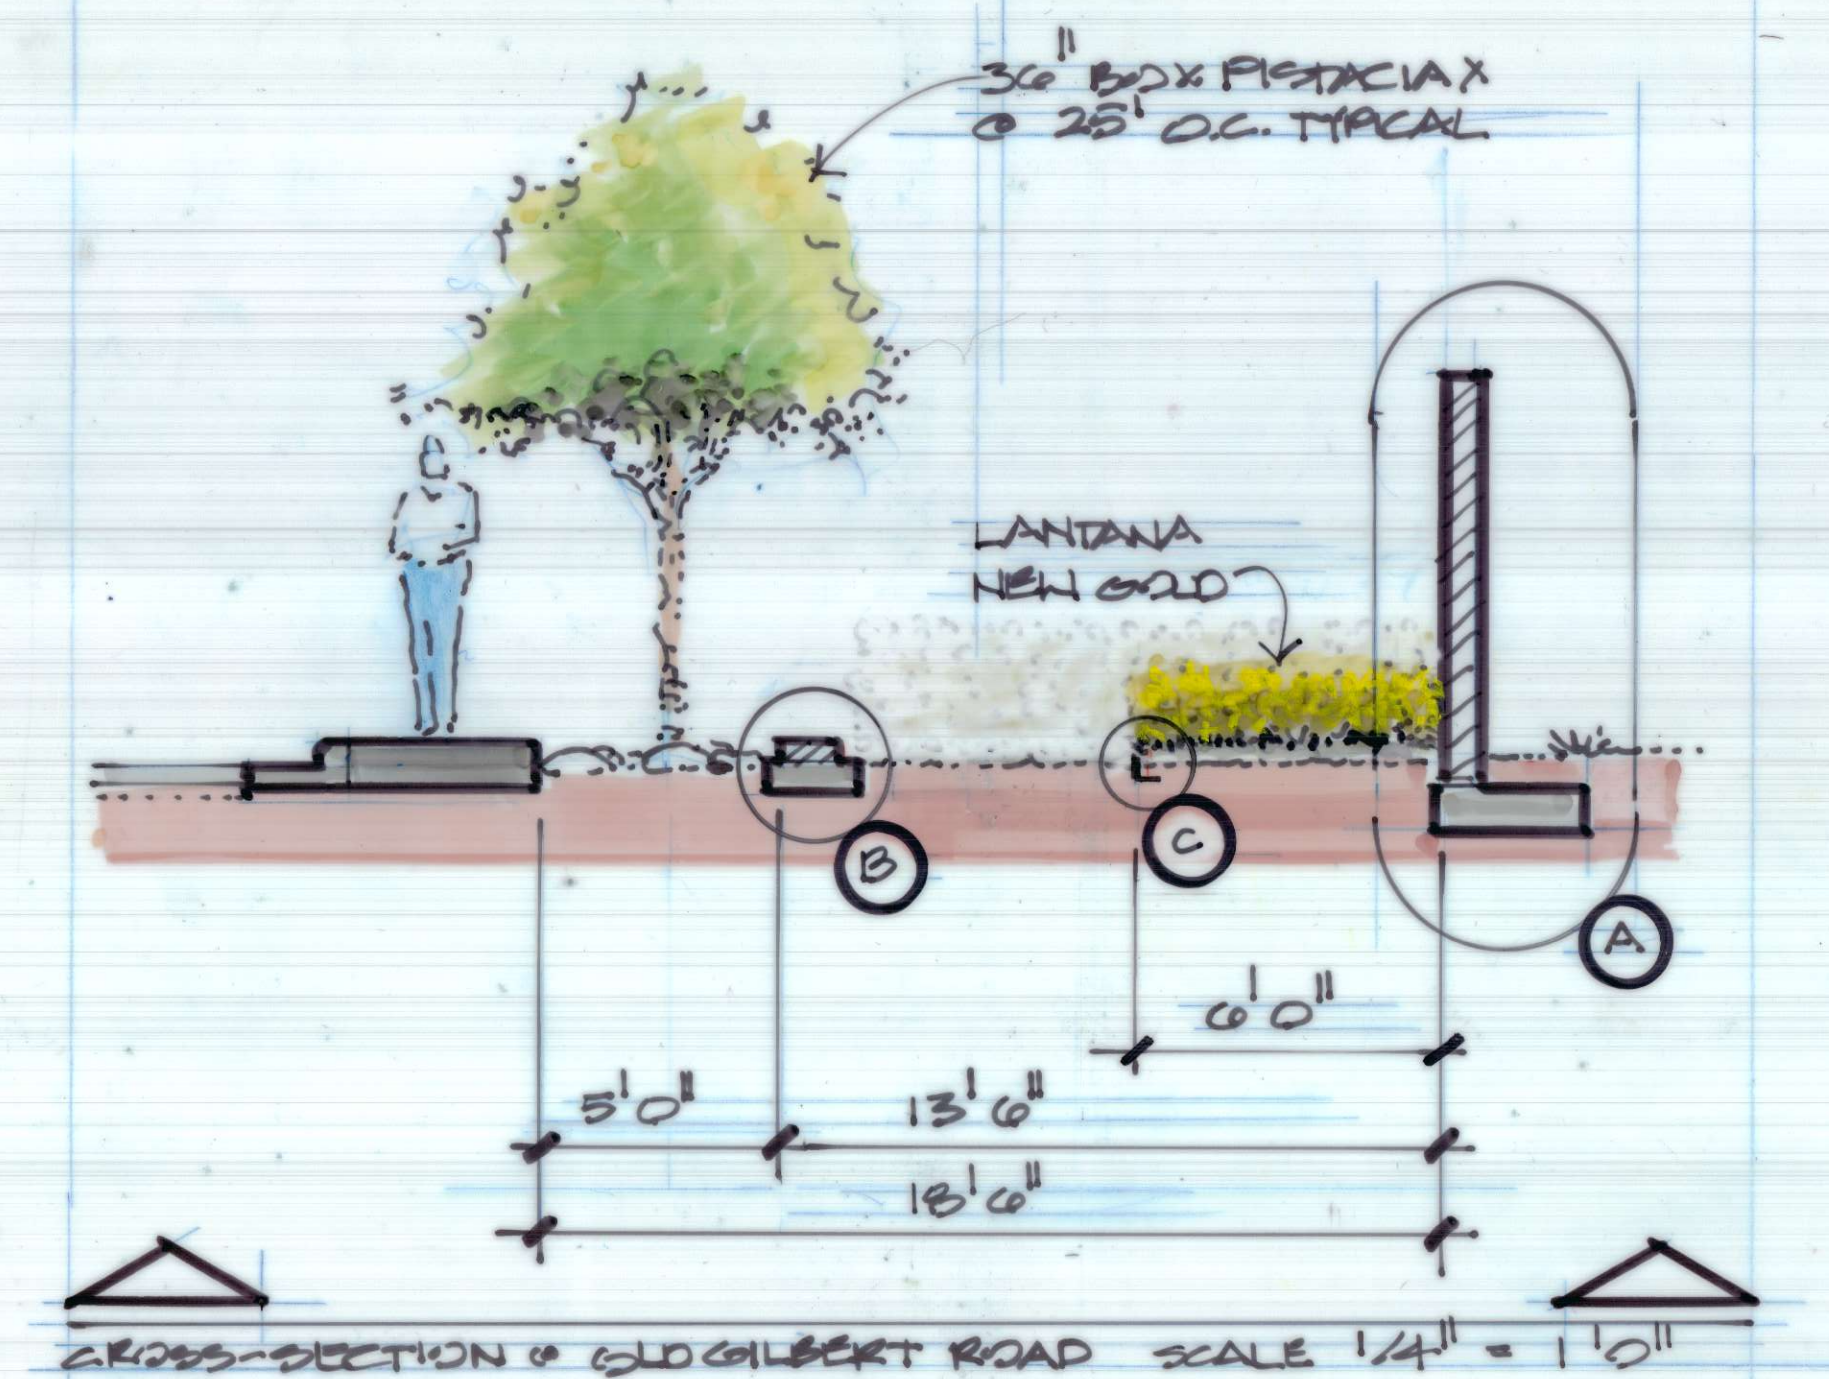 36" BOX PISTACIA X
@ 25' O.C. TYPICAL
LANTANA
NEW GOLD
B
C
A
6'0"
5'0"
13'6"
18'6"
CROSS-SECTION @ OLD GILBERT ROAD SCALE 1/4" = 1'0"